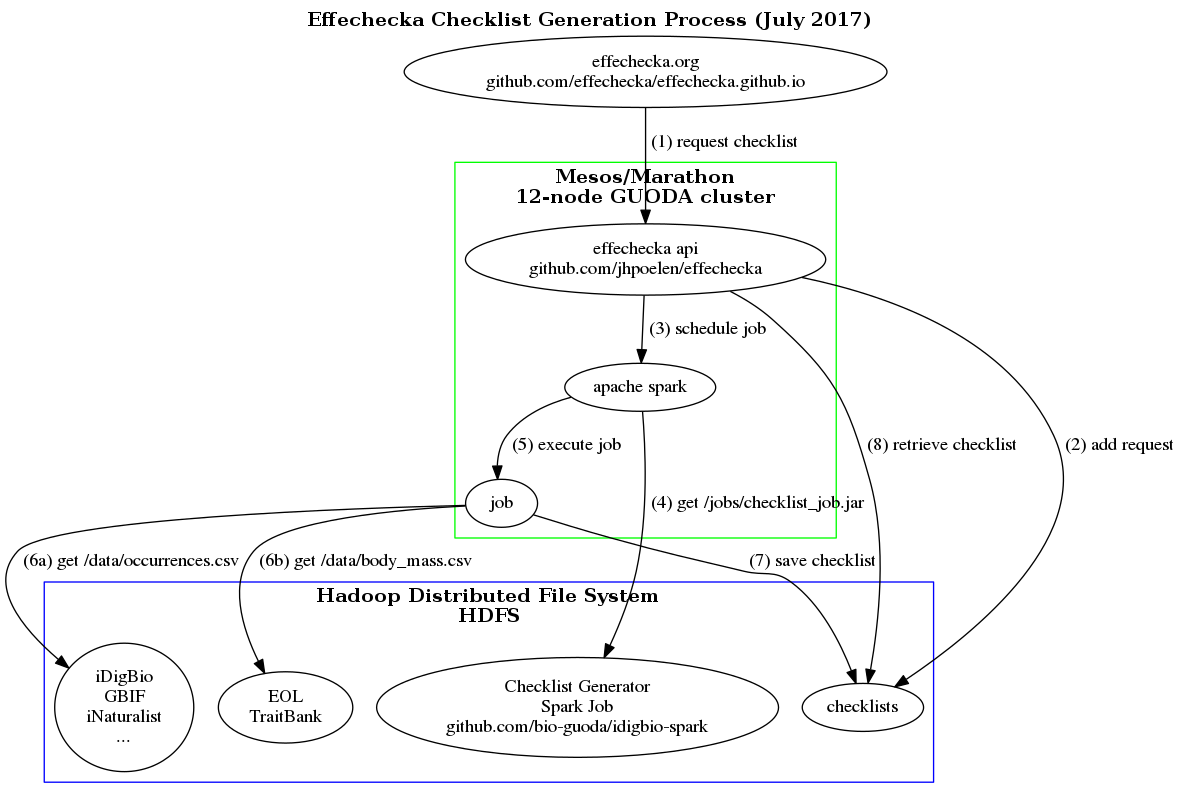 Effechecka Checklist Generation Process (July 2017)
effechecka.org
github.com/effechecka/effechecka.github.io
(1) request checklist
Mesos/Marathon
12-node GUODA cluster
effechecka api
github.com/jhpoelen/effechecka
(3) schedule job
apache spark
(5) execute job
(8) retrieve checklist
(2) add request
job
(4) get /jobs/checklist_job.jar
(6a) get /data/occurrences.csv
(6b) get /data/body_mass.csv
(7) save checklist
Hadoop Distributed File System
HDFS
iDigBio
GBIF
iNaturalist
...
EOL
TraitBank
Checklist Generator
Spark Job
github.com/bio-guoda/idigbio-spark
checklists